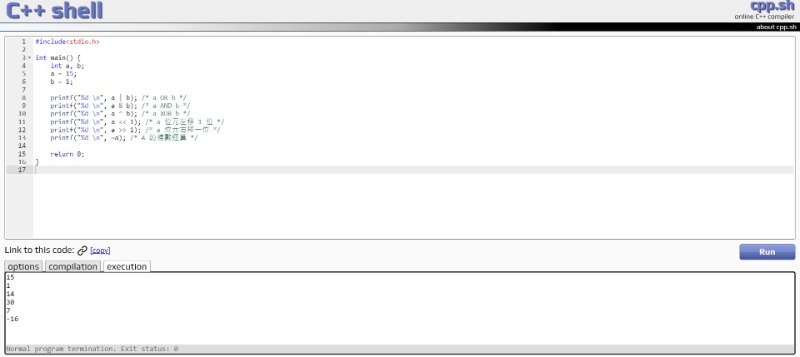 C++ shell
cpp.sh
online C++ compiler
about cpp.sh
1 #include<stdio.h>
2
3 int main() {
4 int a, b;
5 a = 15;
6 b = 1;
7
8 printf("%d \n", a | b); /* a OR b */
9 printf("%d \n", a & b); /* a AND b */
10 printf("%d \n", a ^ b); /* a XOR b */
11 printf("%d \n", a << 1); /* a 位元左移 1 位 */
12 printf("%d \n", a >> 1); /* a 位元右移一位 */
13 printf("%d \n", ~a); /* A 的補數運算 */
14
15 return 0;
16 }
17
Link to this code: [copy]
Run
options compilation execution
15
1
14
30
7
-16
Normal program termination. Exit status: 0